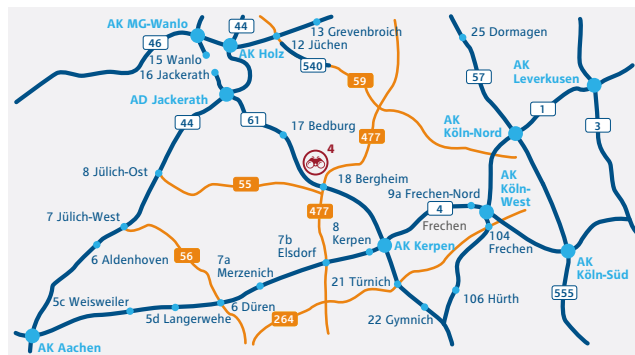 AK MG-Wanlo
44
13 Grevenbroich
25 Dormagen
46
AK Holz
12 Jüchen
15 Wanlo
16 Jackerath
540
59
57
AK
Leverkusen
AD Jackerath
44
61
17 Bedburg
477
AK
Köln-Nord
1
3
4
8 Jülich-Ost
55
18 Bergheim
9a Frechen-Nord
AK
Köln-
West
477
4
Frechen
7 Jülich-West
8
Kerpen
AK Kerpen
104
Frechen
6 Aldenhoven
56
7a
Merzenich
7b
Elsdorf
AK
Köln-Süd
5c Weisweiler
6 Düren
21 Türnich
106 Hürth
555
5d Langerwehe
264
22 Gymnich
AK Aachen